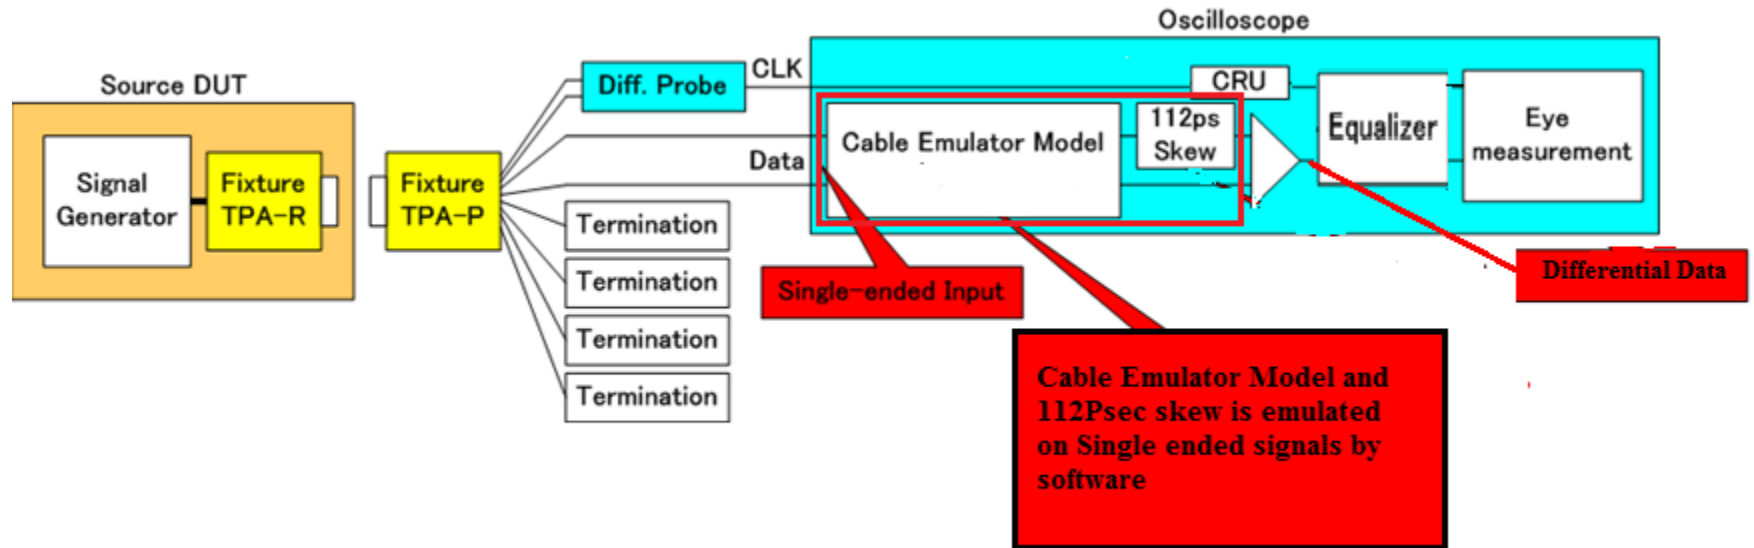 Oscilloscope
Source DUT
Signal
Generator
Fixture
TPA-R
Fixture
TPA-P
Diff. Probe
CLK
Data
Termination
Termination
Termination
Termination
Cable Emulator Model
112ps
Skew
CRU
Equalizer
Eye
measurement
Single-ended Input
Differential Data
Cable Emulator Model and
112Psec skew is emulated
on Single ended signals by
software